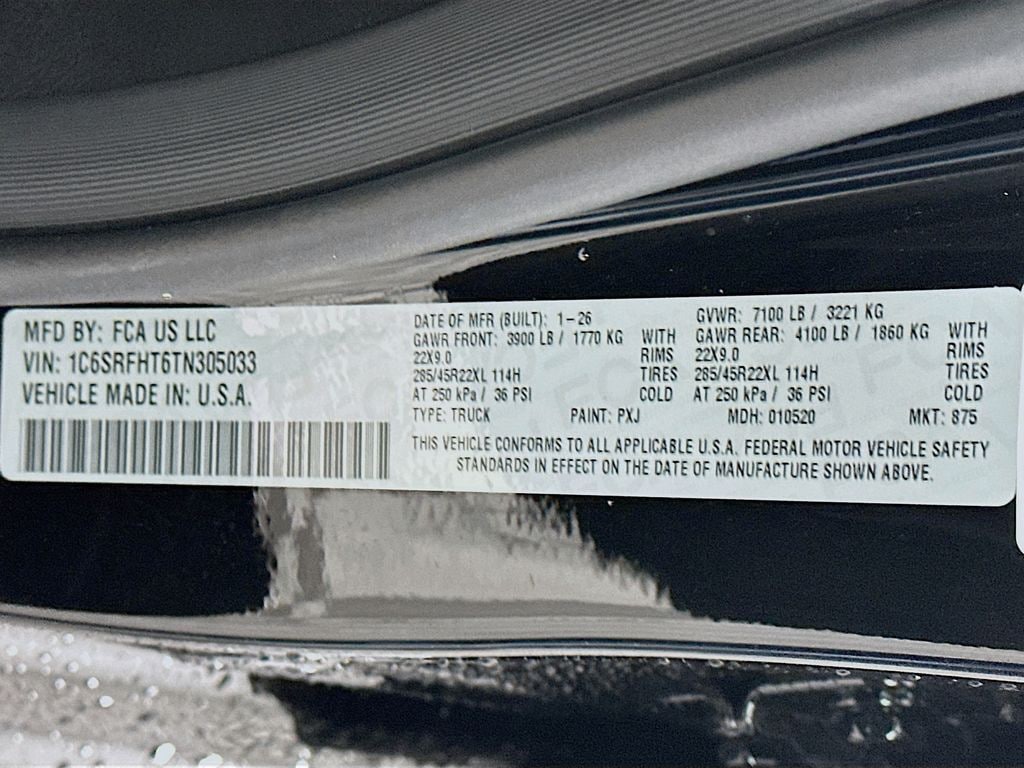 MFD BY: FCA US LLC
VIN: 1C6SRFHT6TN305033
VEHICLE MADE IN: U.S.A.
DATE OF MFR (BUILT): 1-26
GAWR FRONT: 3900 LB / 1770 KG WITH
22X9.0 RIMS
285/45R22XL 114H TIRES
AT 250 kPa / 36 PSI COLD
GVWR: 7100 LB / 3221 KG
GAWR REAR: 4100 LB / 1860 KG WITH
22X9.0 RIMS
285/45R22XL 114H TIRES
AT 250 kPa / 36 PSI COLD
TYPE: TRUCK PAINT: PXJ MDH: 010520 MKT: 875
THIS VEHICLE CONFORMS TO ALL APPLICABLE U.S.A. FEDERAL MOTOR VEHICLE SAFETY
STANDARDS IN EFFECT ON THE DATE OF MANUFACTURE SHOWN ABOVE.